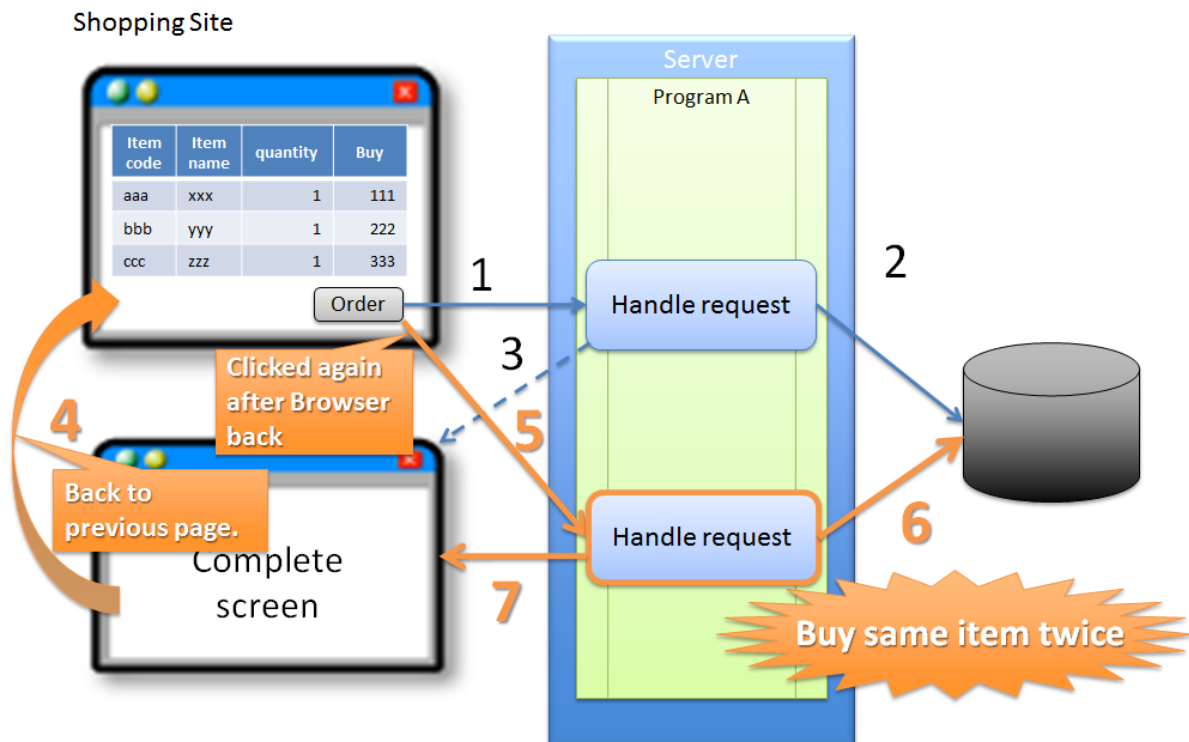 Shopping Site
Server
Program A
Item code
Item name
quantity
Buy
aaa xxx 1 111
bbb yyy 1 222
ccc zzz 1 333
Order
1
2
Handle request
3
Clicked again
after Browser
back
4
5
Back to
previous page.
Complete
screen
Handle request
6
7
Buy same item twice